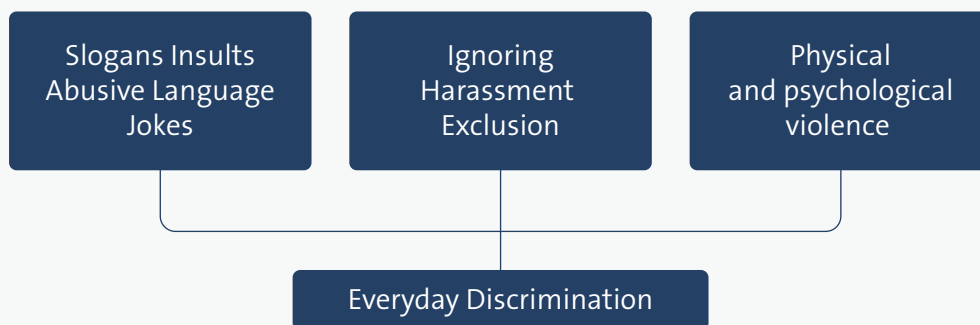 Slogans Insults
Abusive Language
Jokes
Ignoring
Harassment
Exclusion
Physical
and psychological
violence
Everyday Discrimination